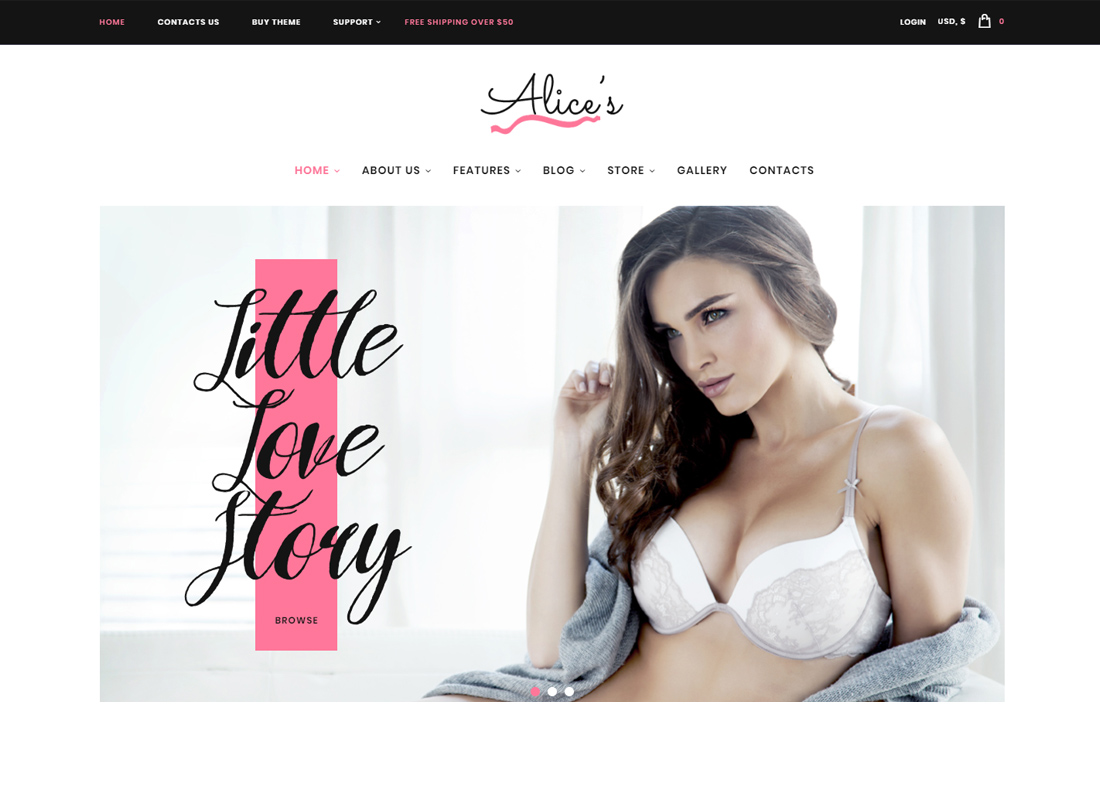 HOME CONTACTS US BUY THEME SUPPORT FREE SHIPPING OVER $50 LOGIN USD, $ 0
Alice's
HOME ABOUT US FEATURES BLOG STORE GALLERY CONTACTS
Little
Love
Story
BROWSE